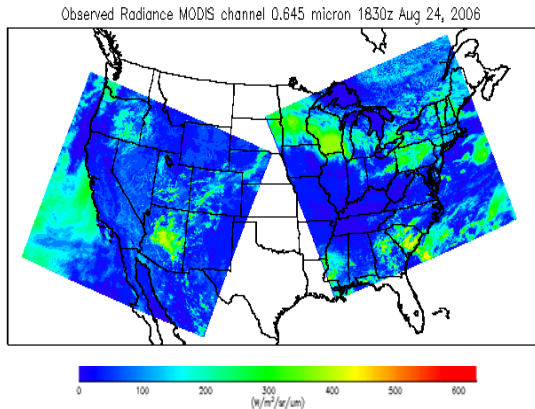 Observed Radiance MODIS channel 0.645 micron 1830z Aug 24, 2006
0 100 200 300 400 500 600
(W/m²/sr/um)